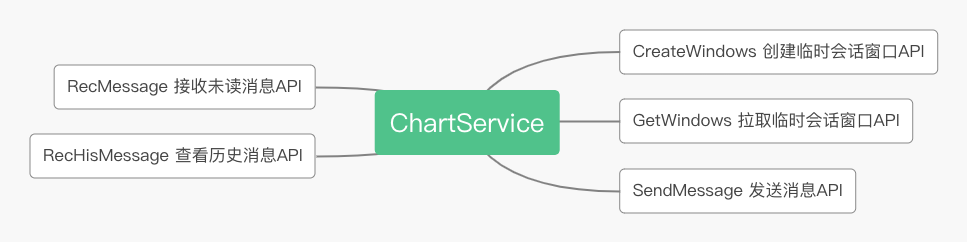 RecMessage 接收未读消息API
RecHisMessage 查看历史消息API
ChartService
CreateWindows 创建临时会话窗口API
GetWindows 拉取临时会话窗口API
SendMessage 发送消息API